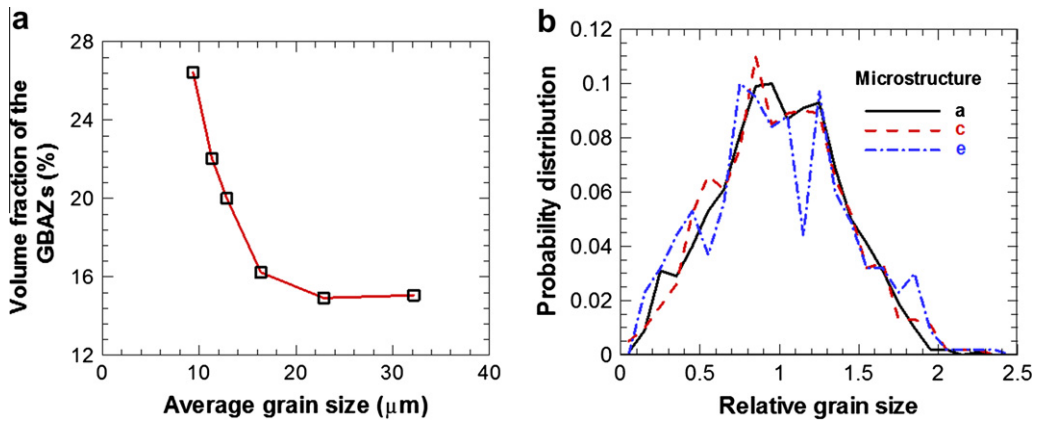 a
Volume fraction of the
GBAZs (%)
28
24
20
16
12
0
10
20
30
40
Average grain size (μm)
b
Probability distribution
0.12
0.1
0.08
0.06
0.04
0.02
0
Microstructure
a
c
e
0
0.5
1
1.5
2
2.5
Relative grain size